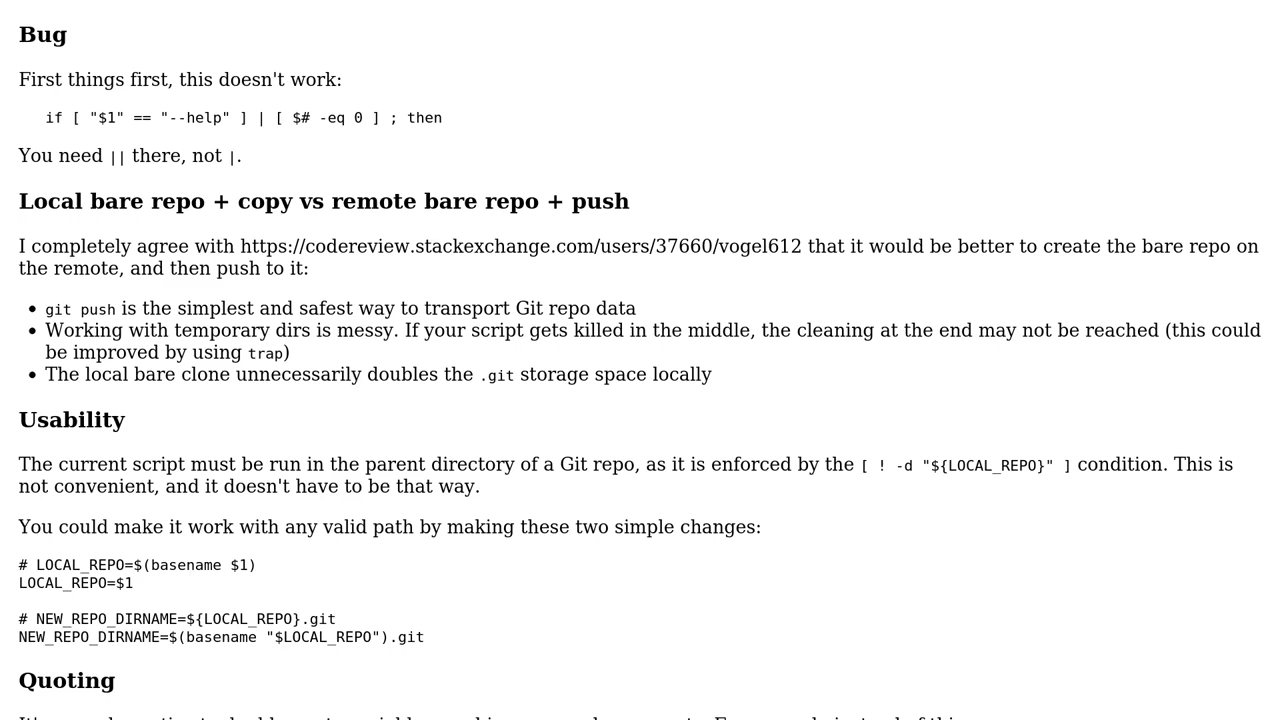 Bug
First things first, this doesn't work:
if [ "$1" == "--help" ] | [ $# -eq 0 ] ; then
You need || there, not |.
Local bare repo + copy vs remote bare repo + push
I completely agree with https://codereview.stackexchange.com/users/37660/vogel612 that it would be better to create the bare repo on
the remote, and then push to it:
• git push is the simplest and safest way to transport Git repo data
• Working with temporary dirs is messy. If your script gets killed in the middle, the cleaning at the end may not be reached (this could
be improved by using trap)
• The local bare clone unnecessarily doubles the .git storage space locally
Usability
The current script must be run in the parent directory of a Git repo, as it is enforced by the [ ! -d "${LOCAL_REPO}" ] condition. This is
not convenient, and it doesn't have to be that way.
You could make it work with any valid path by making these two simple changes:
# LOCAL_REPO=$(basename $1)
LOCAL_REPO=$1
# NEW_REPO_DIRNAME=${LOCAL_REPO}.git
NEW_REPO_DIRNAME=$(basename "$LOCAL_REPO").git
Quoting